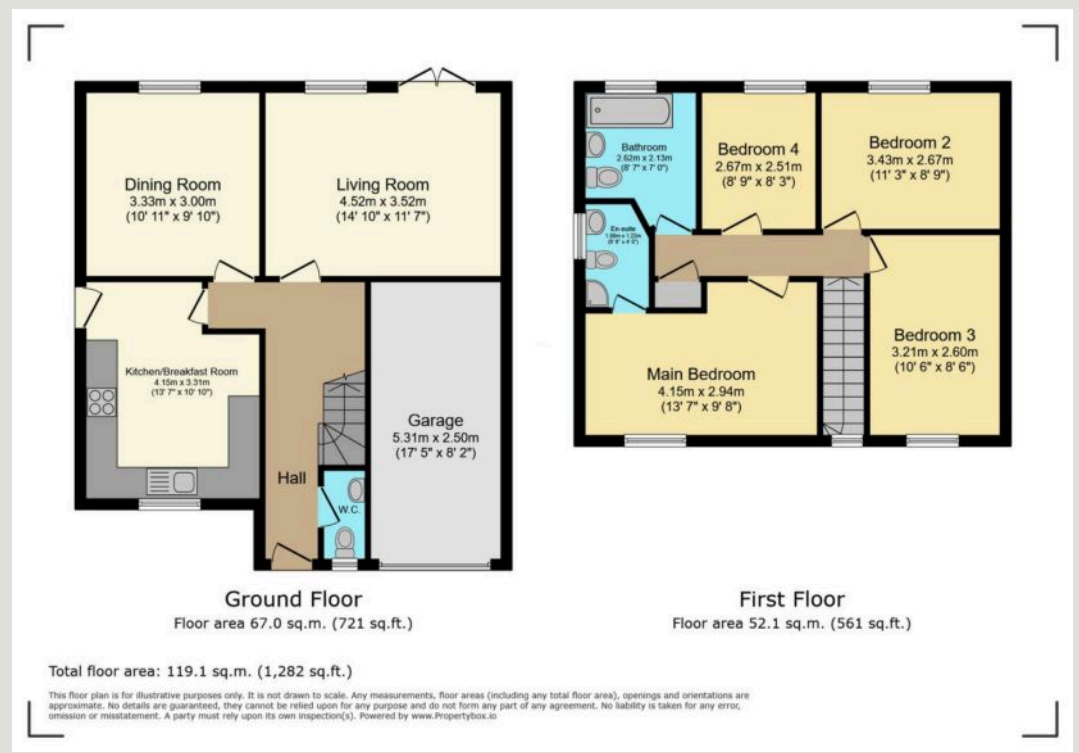 Dining Room
3.33m x 3.00m
(10' 11" x 9' 10")
Living Room
4.52m x 3.52m
(14' 10" x 11' 7")
Kitchen/Breakfast Room
4.15m x 3.31m
(13' 7" x 10' 10")
Hall
W.C.
Garage
5.31m x 2.50m
(17' 5" x 8' 2")
Ground Floor
Floor area 67.0 sq.m. (721 sq.ft.)
Bathroom
2.62m x 2.13m
(8' 7" x 7' 0")
Bedroom 4
2.67m x 2.51m
(8' 9" x 8' 3")
Bedroom 2
3.43m x 2.67m
(11' 3" x 8' 9")
En-suite
Main Bedroom
4.15m x 2.94m
(13' 7" x 9' 8")
Bedroom 3
3.21m x 2.60m
(10' 6" x 8' 6")
First Floor
Floor area 52.1 sq.m. (561 sq.ft.)
Total floor area: 119.1 sq.m. (1,282 sq.ft.)
This floor plan is for illustrative purposes only. It is not drawn to scale. Any measurements, floor areas (including any total floor area), openings and orientations are
approximate. No details are guaranteed, they cannot be relied upon for any purpose and do not form any part of any agreement. No liability is taken for any error,
omission or misstatement. A party must rely upon its own inspection(s). Powered by www.Propertybox.io